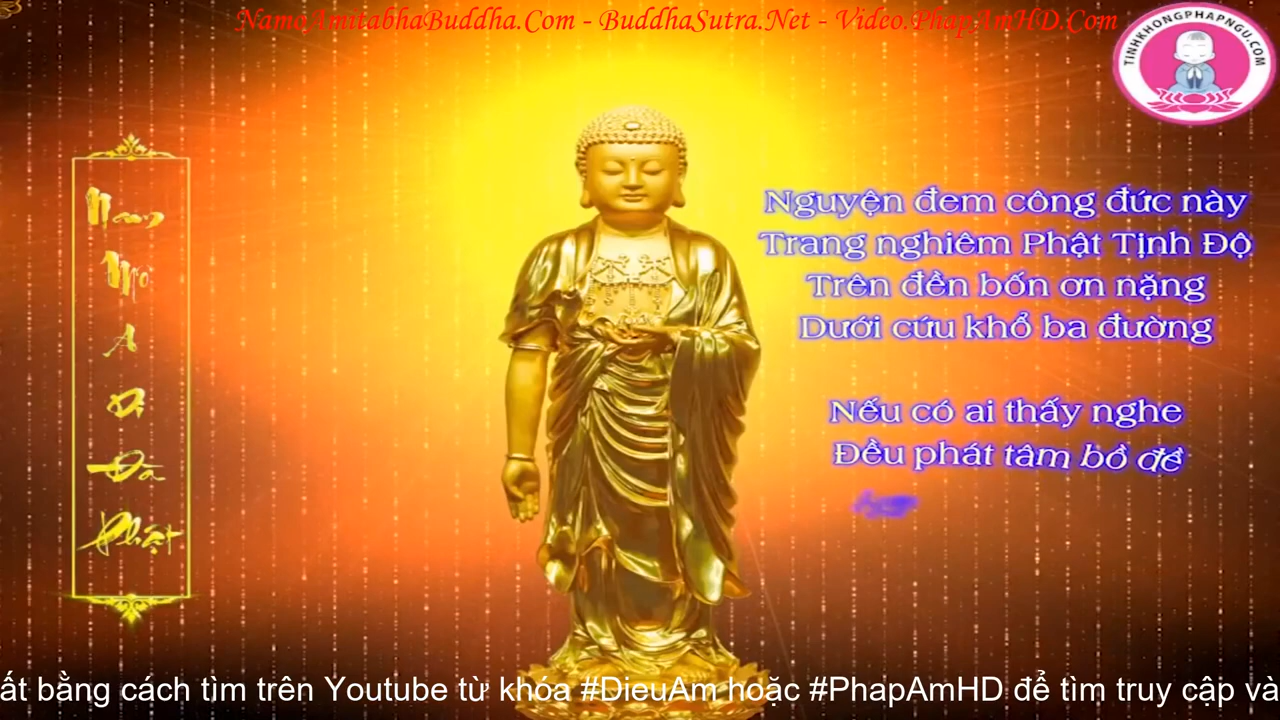 NamoAmitabhaBuddha.Com - BuddhaSutra.Net - Video.PhapAmHD.Com
TINHKHONGPHAPNGU.COM
Nam
Mô
A
Di
Đà
Phật
Nguyện đem công đức này
Trang nghiêm Phật Tịnh Độ
Trên đền bốn ơn nặng
Dưới cứu khổ ba đường
Nếu có ai thấy nghe
Đều phát tâm bồ đề
ất bằng cách tìm trên Youtube từ khóa #DieuAm hoặc #PhapAmHD để tìm truy cập và